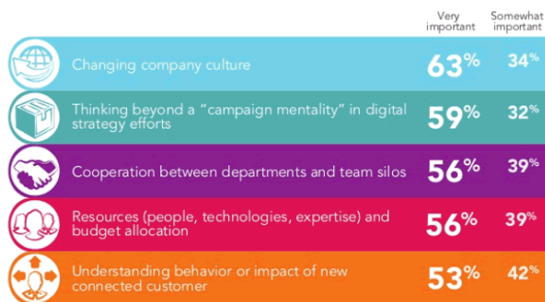 Very Somewhat
important important
Changing company culture 63% 34%
Thinking beyond a “campaign mentality” in digital
strategy efforts 59% 32%
Cooperation between departments and team silos 56% 39%
Resources (people, technologies, expertise) and
budget allocation 56% 39%
Understanding behavior or impact of new
connected customer 53% 42%